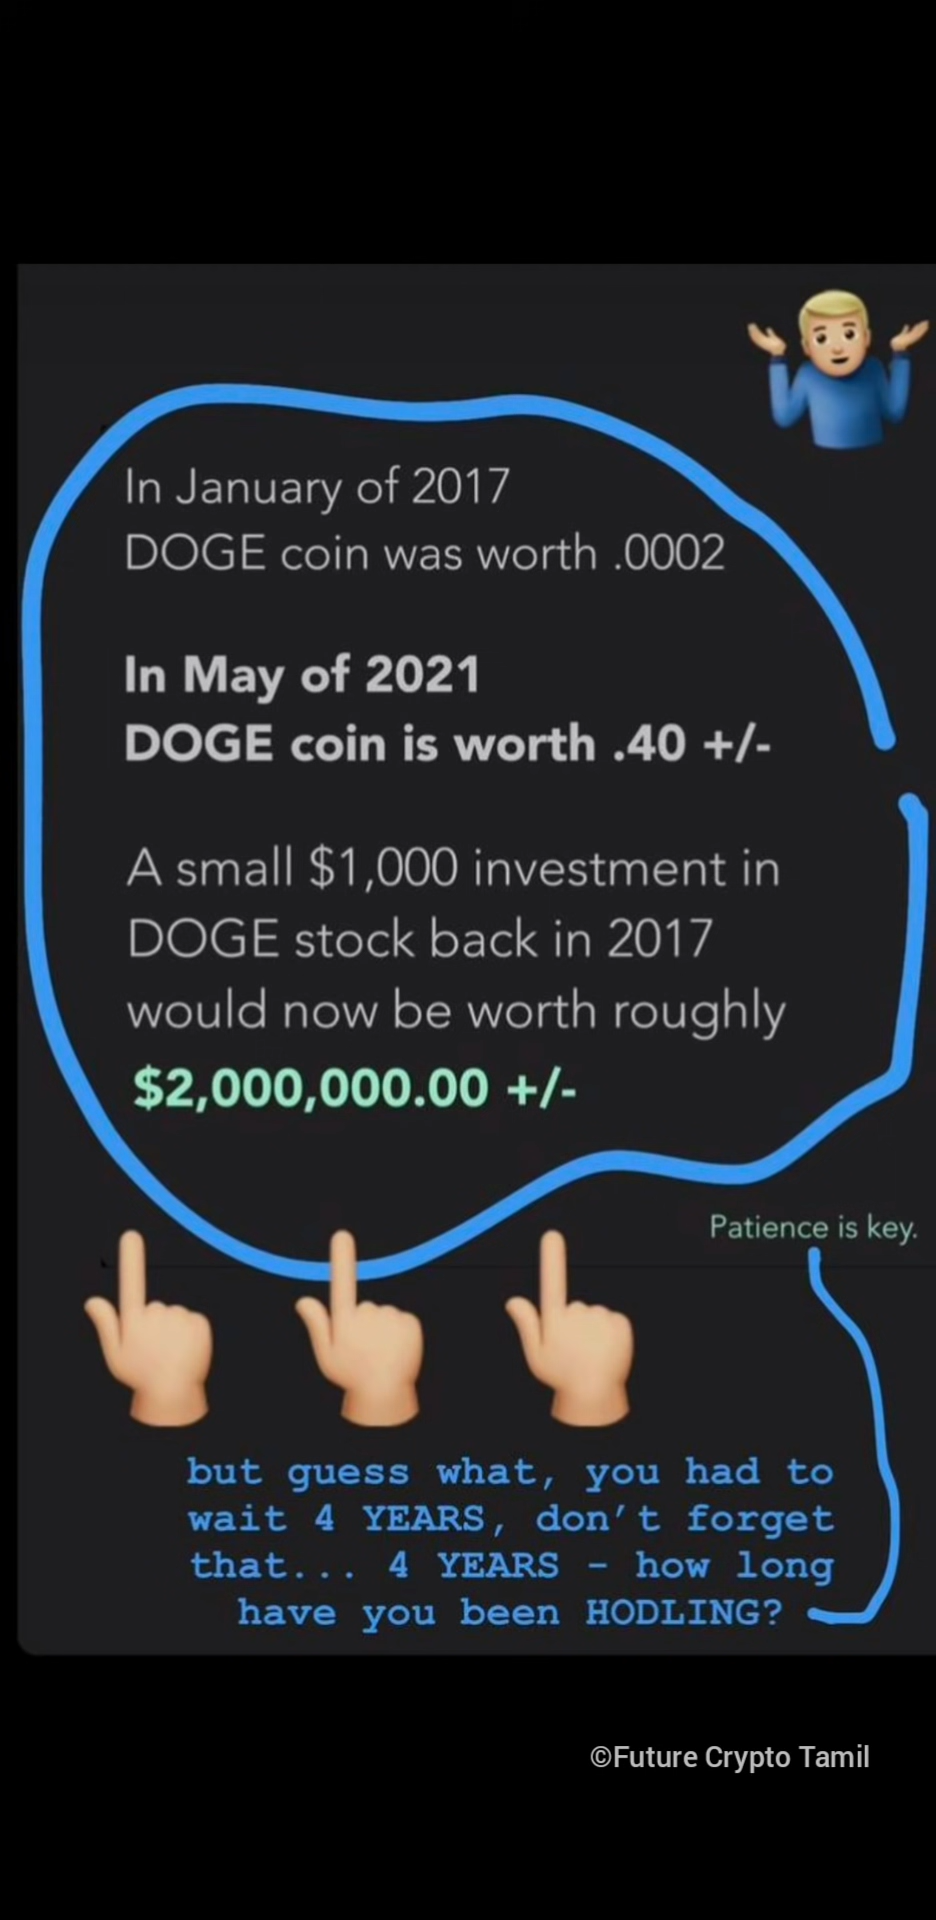 In January of 2017
DOGE coin was worth .0002
In May of 2021
DOGE coin is worth .40 +/-
A small $1,000 investment in
DOGE stock back in 2017
would now be worth roughly
$2,000,000.00 +/-
Patience is key.
but guess what, you had to
wait 4 YEARS, don't forget
that... 4 YEARS - how long
have you been HODLING?
©Future Crypto Tamil